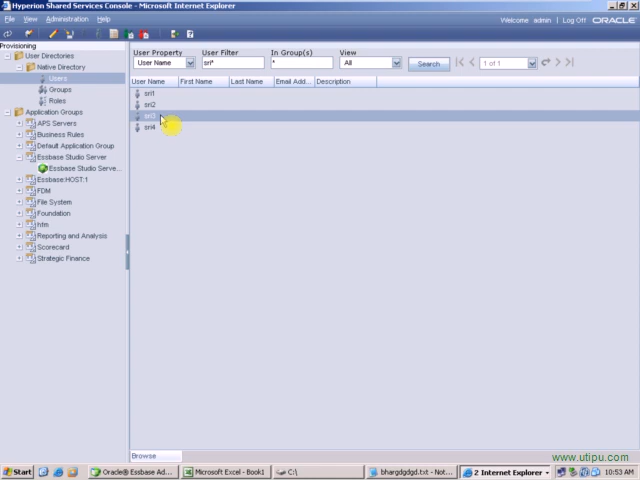 Hyperion Shared Services Console - Microsoft Internet Explorer
File View Administration Help
Welcome admin | Log Off ORACLE
Provisioning
User Directories
Native Directory
Users
Groups
Roles
Application Groups
APS Servers
Business Rules
Default Application Group
Essbase Studio Server
Essbase Studio Serve...
Essbase:HOST:1
FDM
File System
Foundation
htm
Reporting and Analysis
Scorecard
Strategic Finance
User Property User Filter In Group(s) View
User Name sri* * All Search 1 of 1
User Name First Name Last Name Email Add... Description
sri1
sri2
sri3
sri4
Browse
www.utipu.com
Start Oracle® Essbase Ad... Microsoft Excel - Book1 C:\ bhargdgdgd.txt - Not... 2 Internet Explorer 10:53 AM